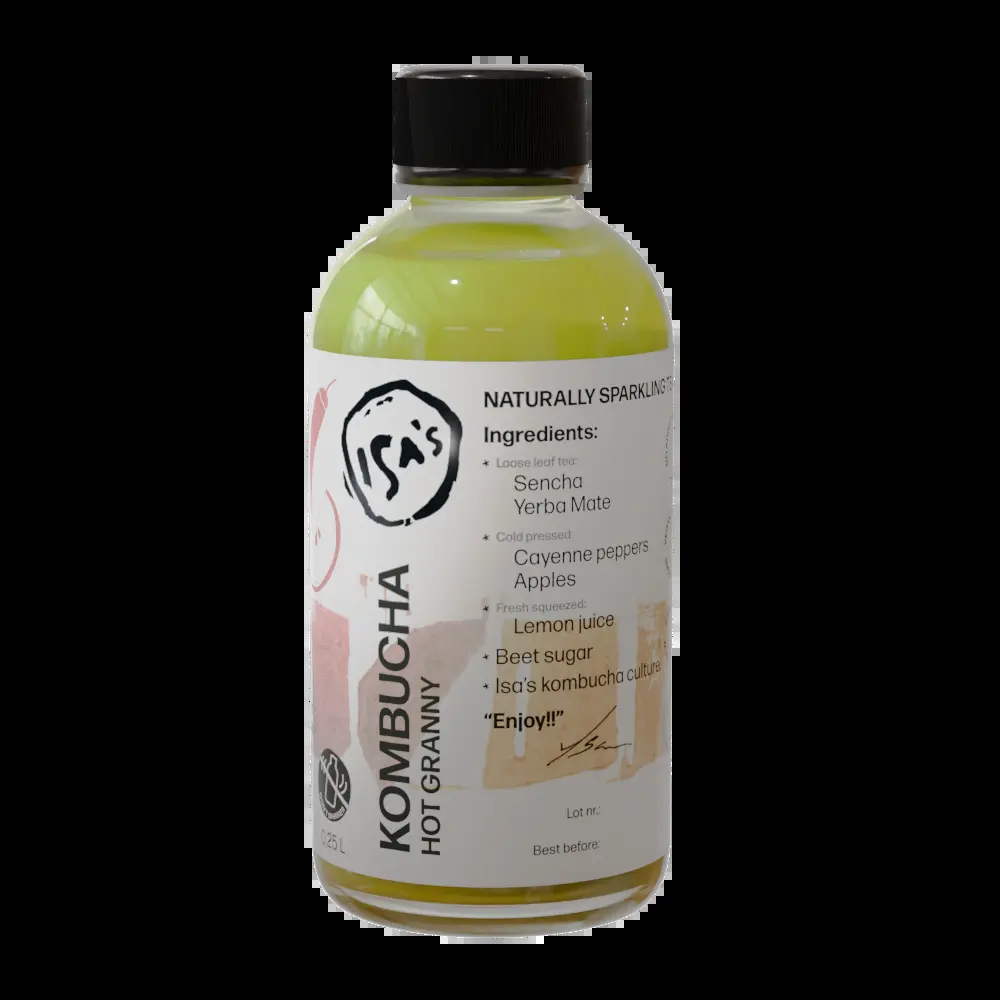 ISA'S
KOMBUCHA
HOT GRANNY
0.25 L
NATURALLY SPARKLING
Ingredients:
* Loose leaf tea:
Sencha
Yerba Mate
* Cold pressed:
Cayenne peppers
Apples
* Fresh squeezed:
Lemon juice
* Beet sugar
* Isa's kombucha culture
“Enjoy!!”
Isa
Lot nr.:
Best before: